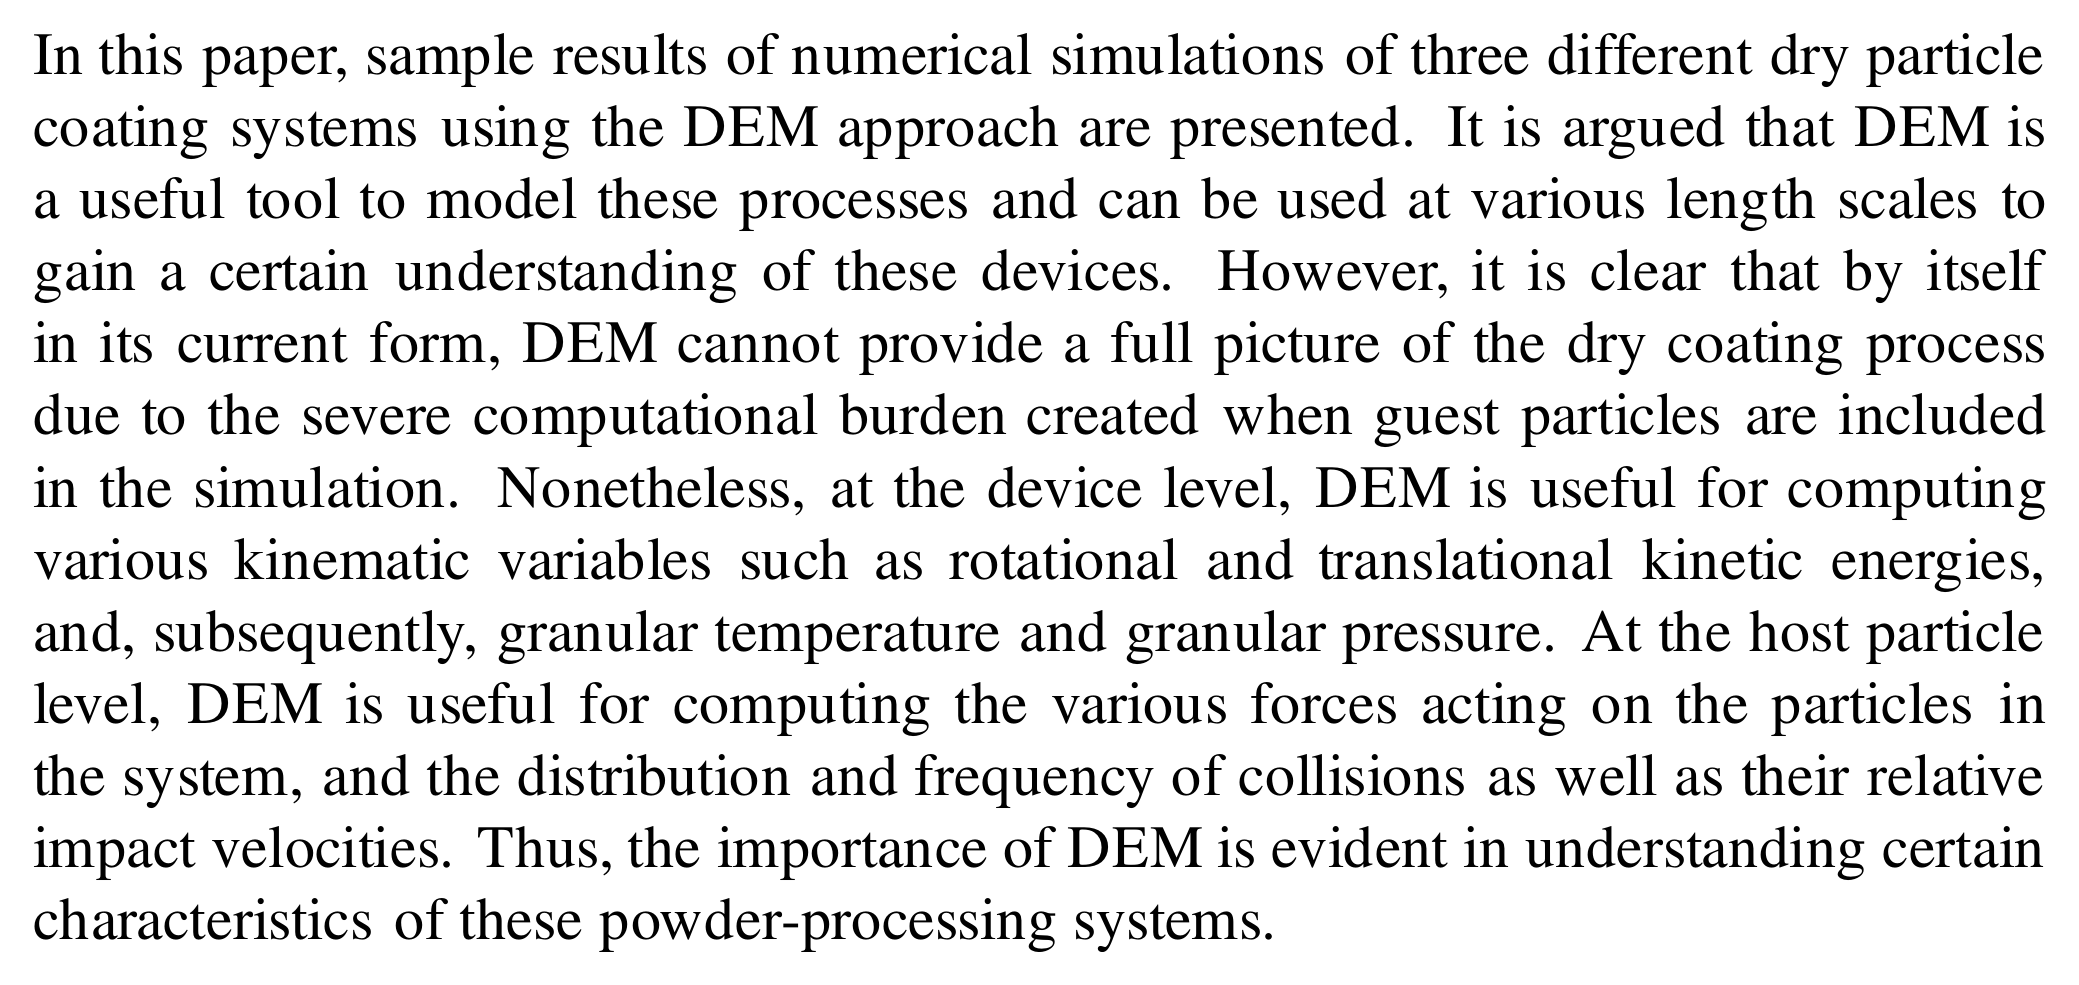 In this paper, sample results of numerical simulations of three different dry particle
coating systems using the DEM approach are presented. It is argued that DEM is
a useful tool to model these processes and can be used at various length scales to
gain a certain understanding of these devices. However, it is clear that by itself
in its current form, DEM cannot provide a full picture of the dry coating process
due to the severe computational burden created when guest particles are included
in the simulation. Nonetheless, at the device level, DEM is useful for computing
various kinematic variables such as rotational and translational kinetic energies,
and, subsequently, granular temperature and granular pressure. At the host particle
level, DEM is useful for computing the various forces acting on the particles in
the system, and the distribution and frequency of collisions as well as their relative
impact velocities. Thus, the importance of DEM is evident in understanding certain
characteristics of these powder-processing systems.